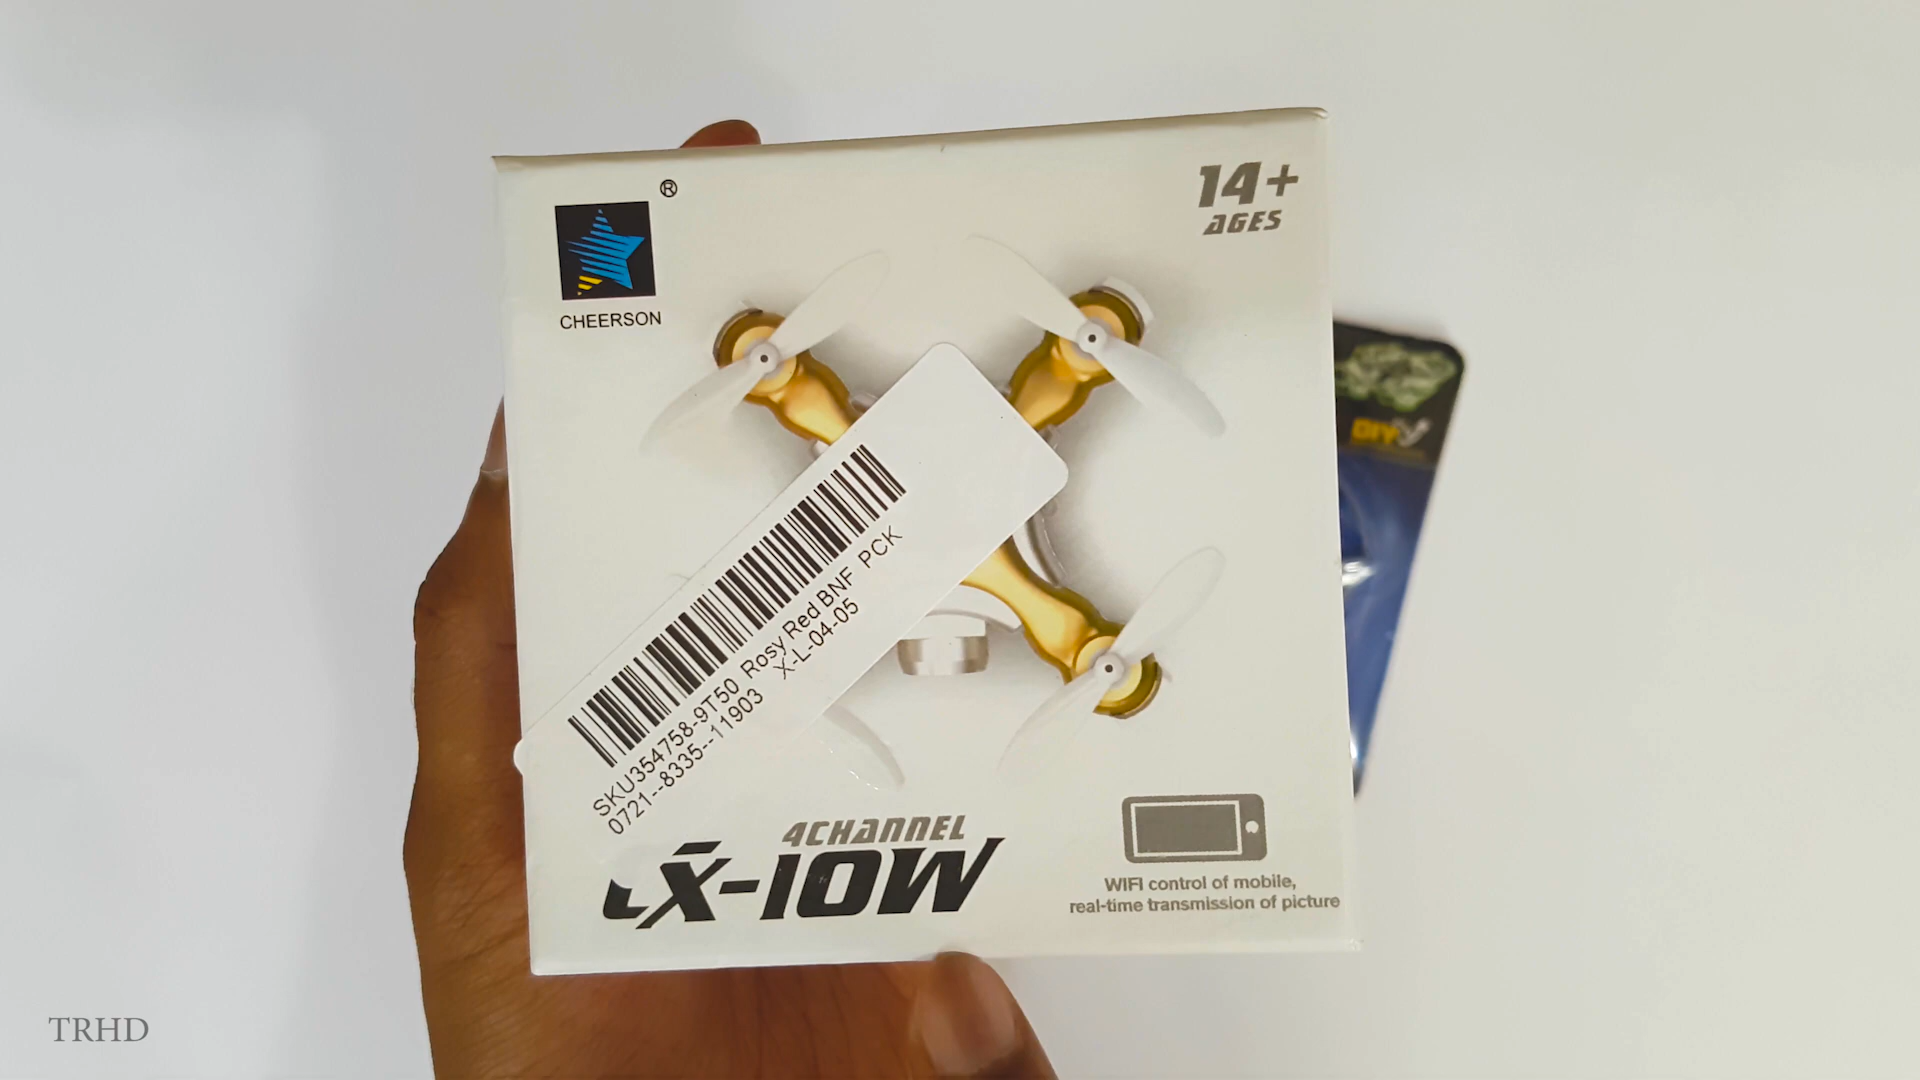 ®
CHEERSON
14+
AGES
SKU354758-9T50 Rosy Red BNF PCK
0721--8335--11903 X-L-04-05
4CHANNEL
CX-10W
WIFI control of mobile,
real-time transmission of picture
DIY
TRHD